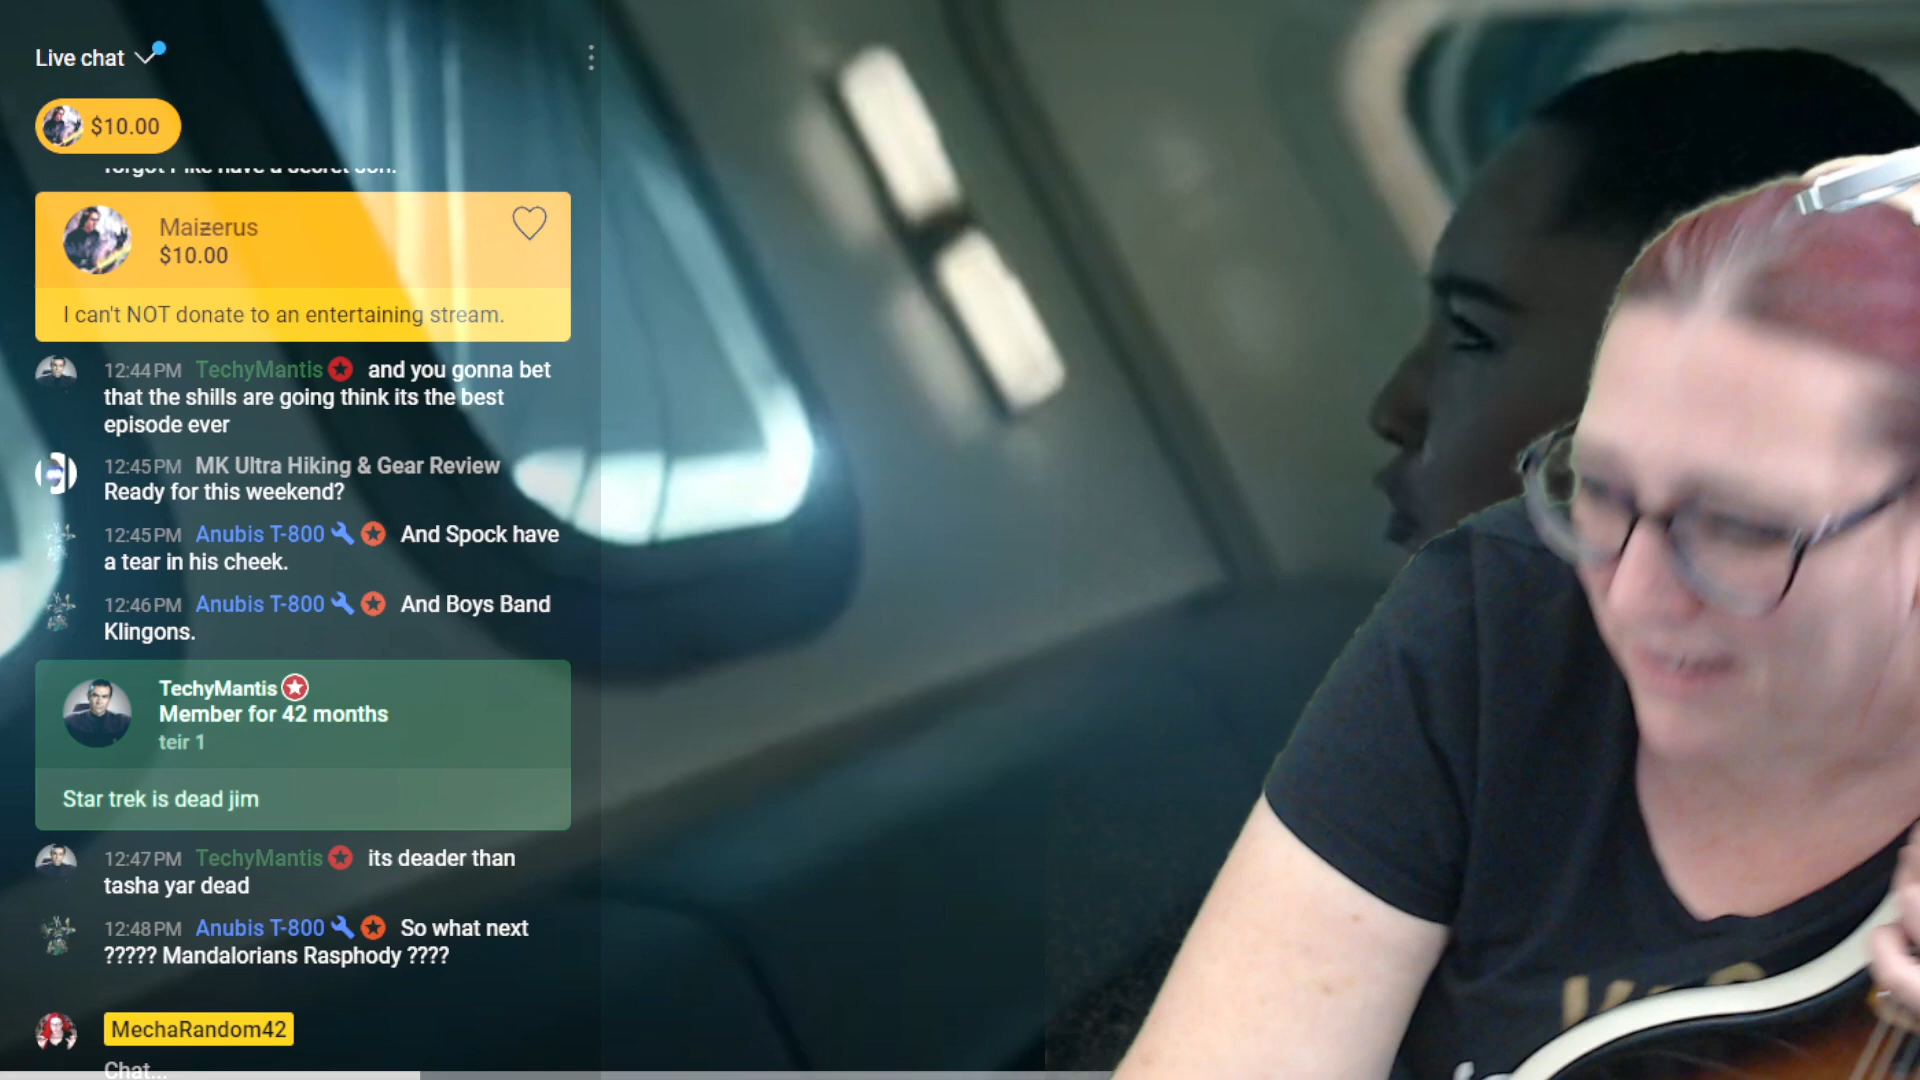 Live chat
$10.00
forgot Pike have a secret son.
Maizerus
$10.00
I can't NOT donate to an entertaining stream.
12:44 PM TechyMantis and you gonna bet
that the shills are going think its the best
episode ever
12:45 PM MK Ultra Hiking & Gear Review
Ready for this weekend?
12:45 PM Anubis T-800 And Spock have
a tear in his cheek.
12:46 PM Anubis T-800 And Boys Band
Klingons.
TechyMantis
Member for 42 months
teir 1
Star trek is dead jim
12:47 PM TechyMantis its deader than
tasha yar dead
12:48 PM Anubis T-800 So what next
????? Mandalorians Rasphody ????
MechaRandom42
Chat...